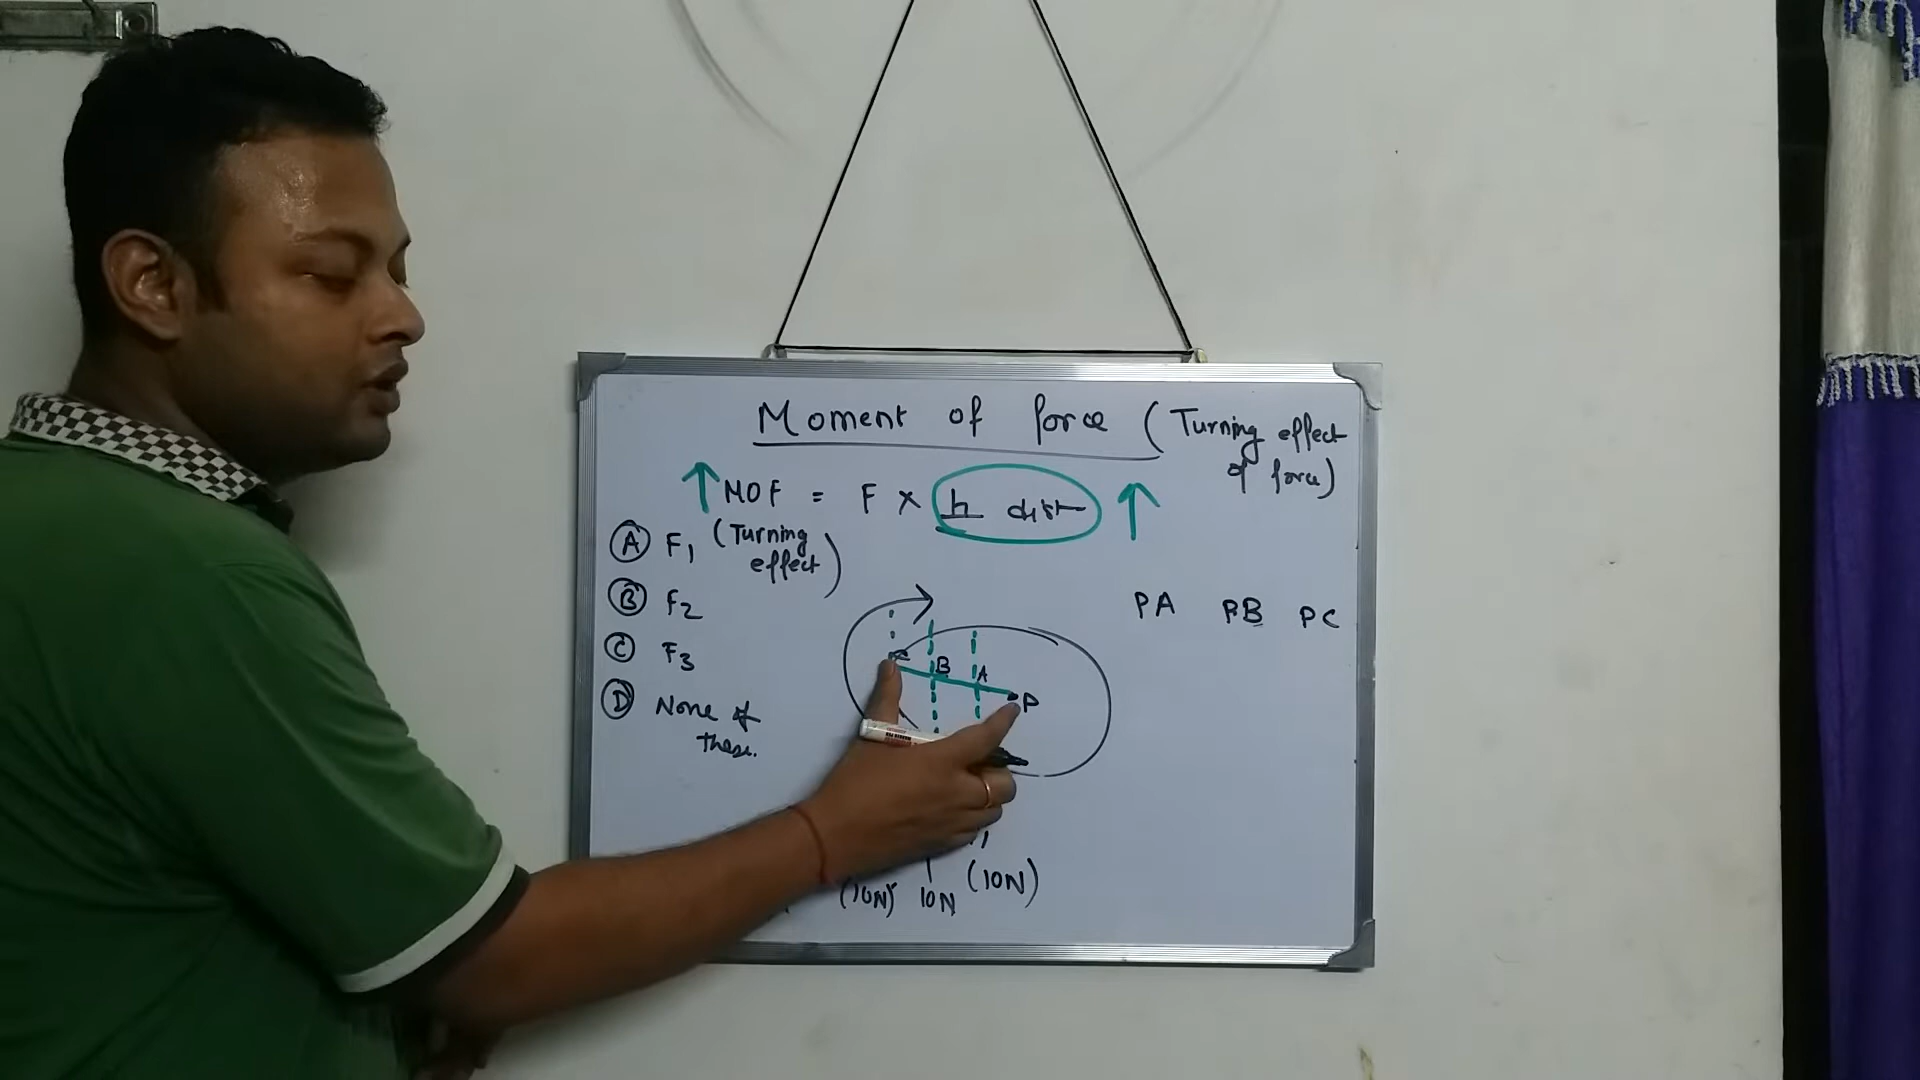 Moment of force (Turning effect
of force)
MOF = F x h dist
(Turning
effect)
A F1
B F2
C F3
D None of
these.
PA PB PC
C B A P
(10N) 10N (10N)